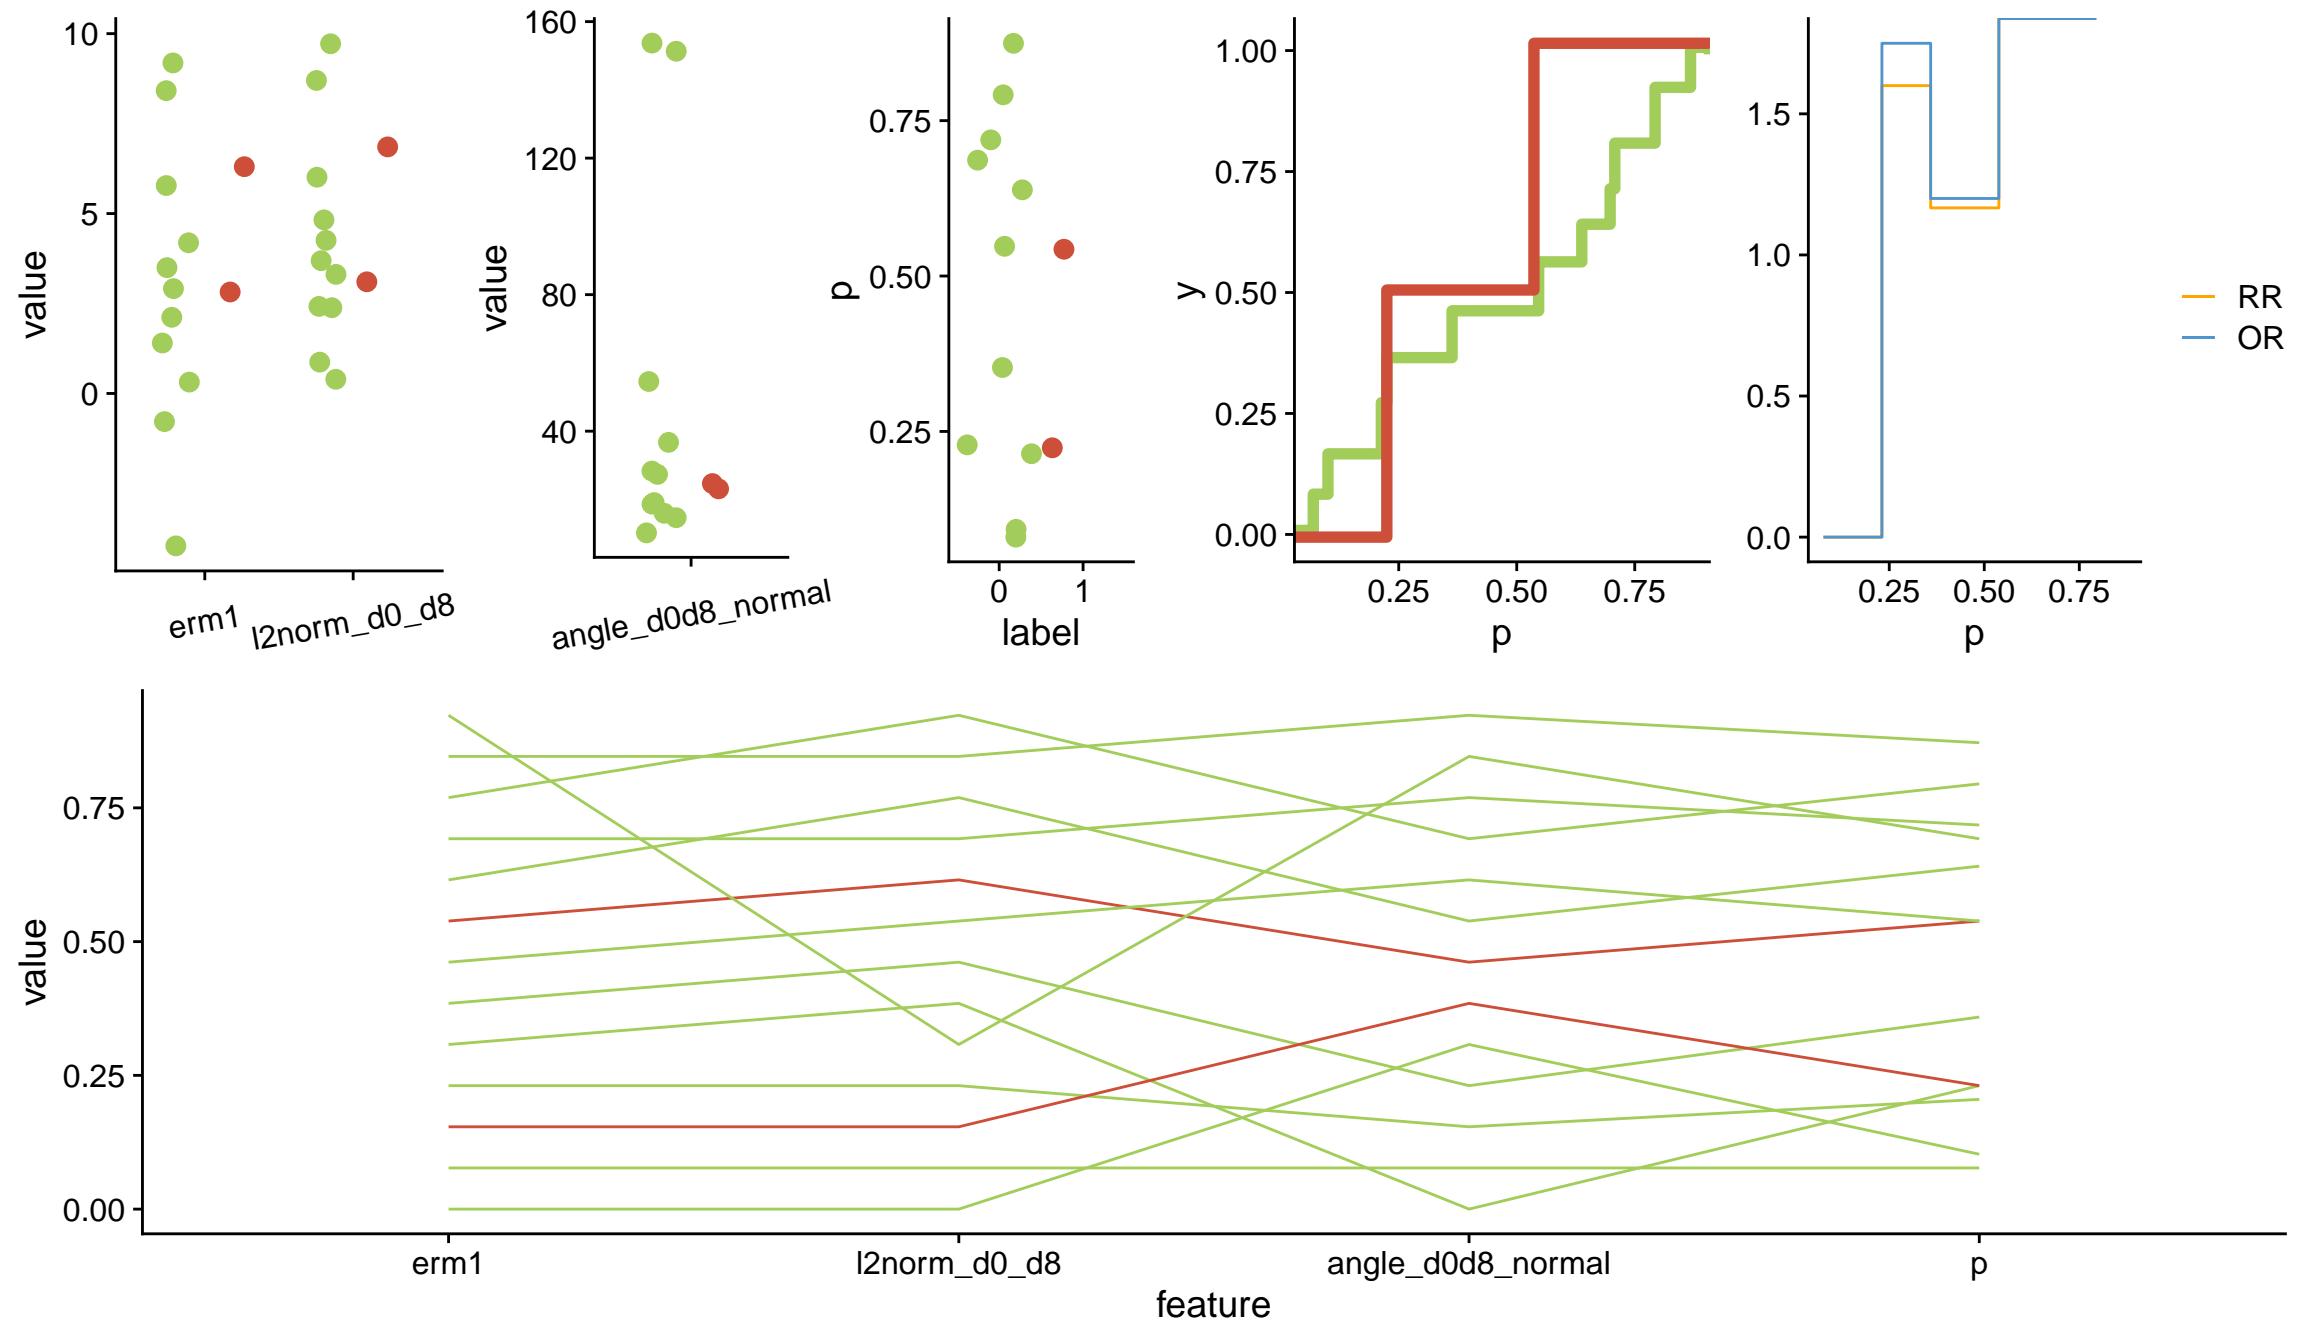 value
10
5
0
erm1
l2norm_d0_d8
value
160
120
80
40
angle_d0d8_normal
p
0.75
0.50
0.25
0 1
label
y
1.00
0.75
0.50
0.25
0.00
0.25 0.50 0.75
p
1.5
1.0
0.5
0.0
0.25 0.50 0.75
p
RR
OR
value
0.75
0.50
0.25
0.00
erm1 l2norm_d0_d8 angle_d0d8_normal p
feature